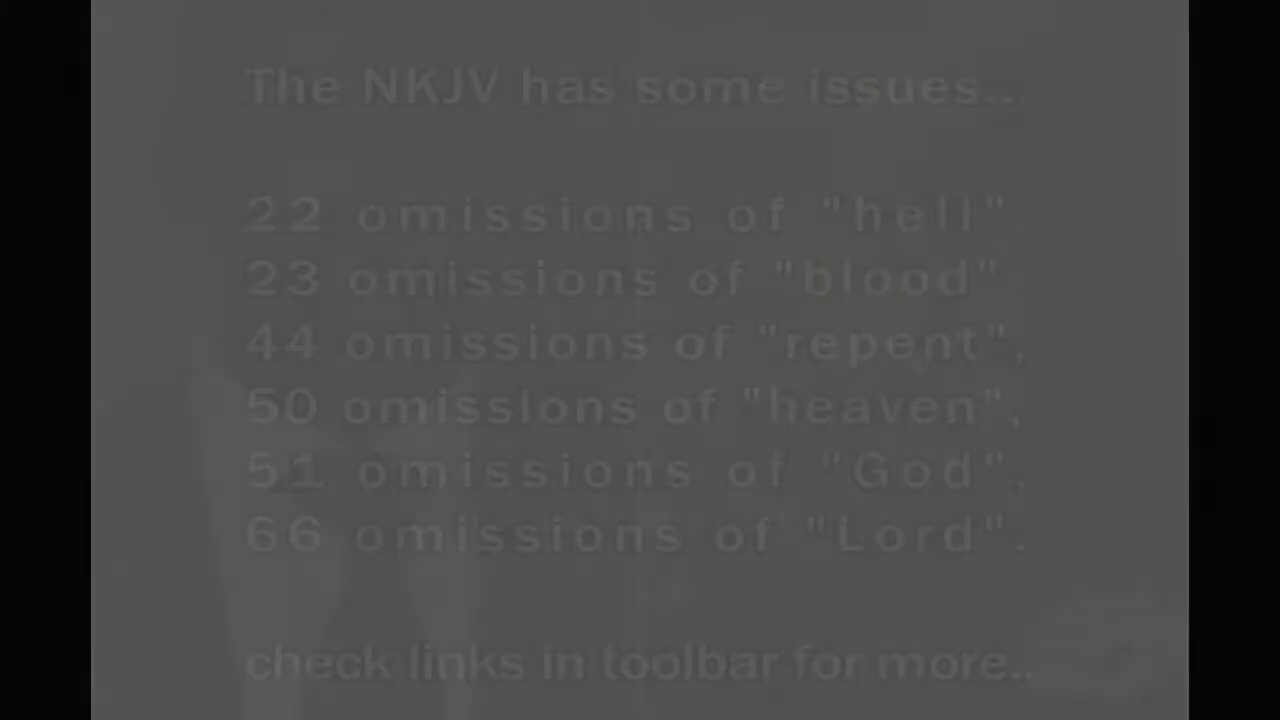 The NKJV has some issues...
22 omissions of "hell".
23 omissions of "blood".
44 omissions of "repent",
50 omissions of "heaven",
51 omissions of "God".
66 omissions of "Lord".
check links in toolbar for more..